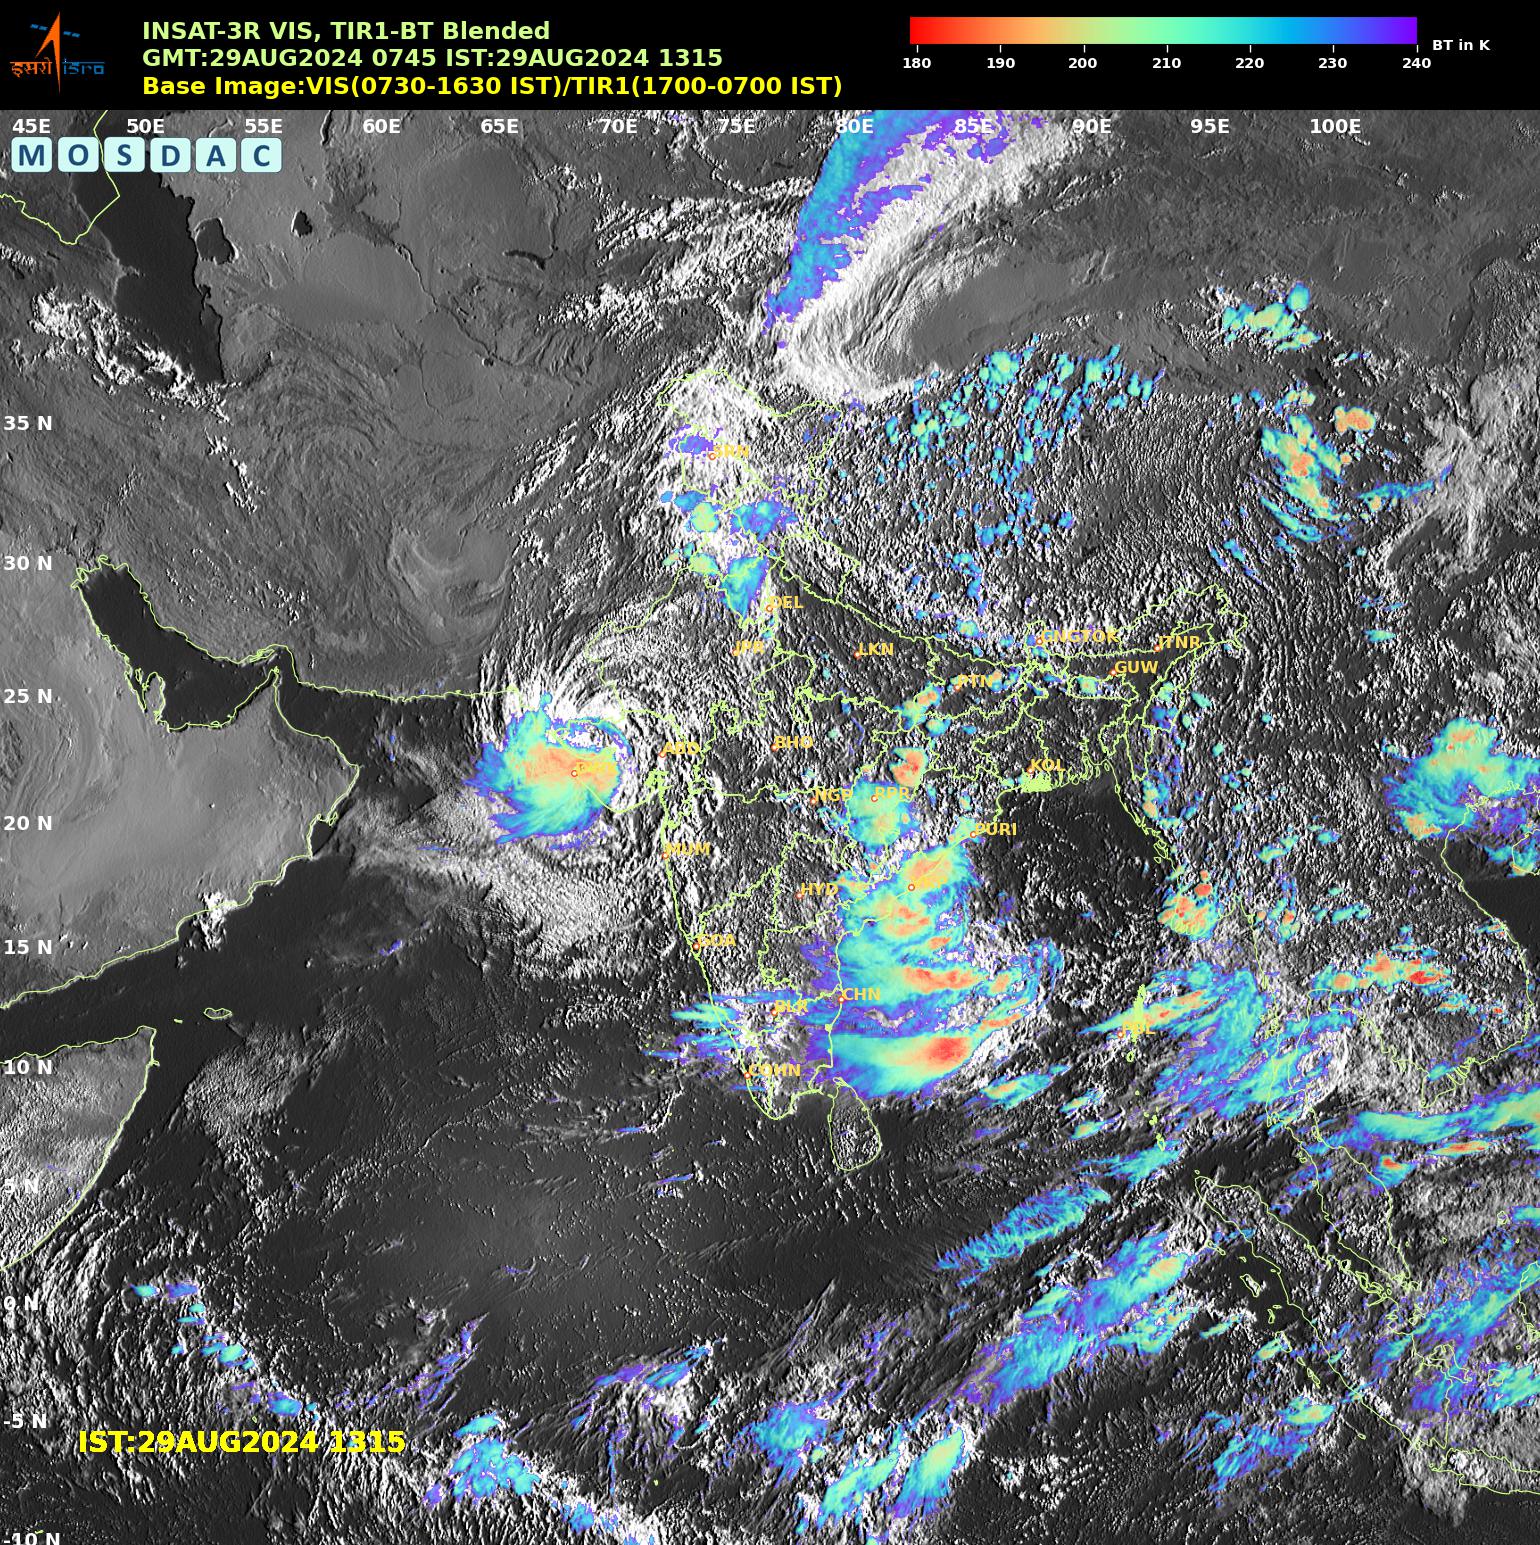 INSAT-3R VIS, TIR1-BT Blended
GMT:29AUG2024 0745 IST:29AUG2024 1315
Base Image:VIS(0730-1630 IST)/TIR1(1700-0700 IST)
इसरो isro
BT in K
180 190 200 210 220 230 240
45E 50E 55E 60E 65E 70E 75E 80E 85E 90E 95E 100E
M O S D A C
35 N
SRN
30 N
DEL
GNGTOK
ITNR
JPR
LKN
GUW
PTN
25 N
ABD
BHO
KOL
NGP
RPR
20 N
PURI
MUM
HYD
GOA
15 N
CHN
BLR
PBL
10 N
COHN
5 N
0 N
-5 N
IST:29AUG2024 1315
-10 N